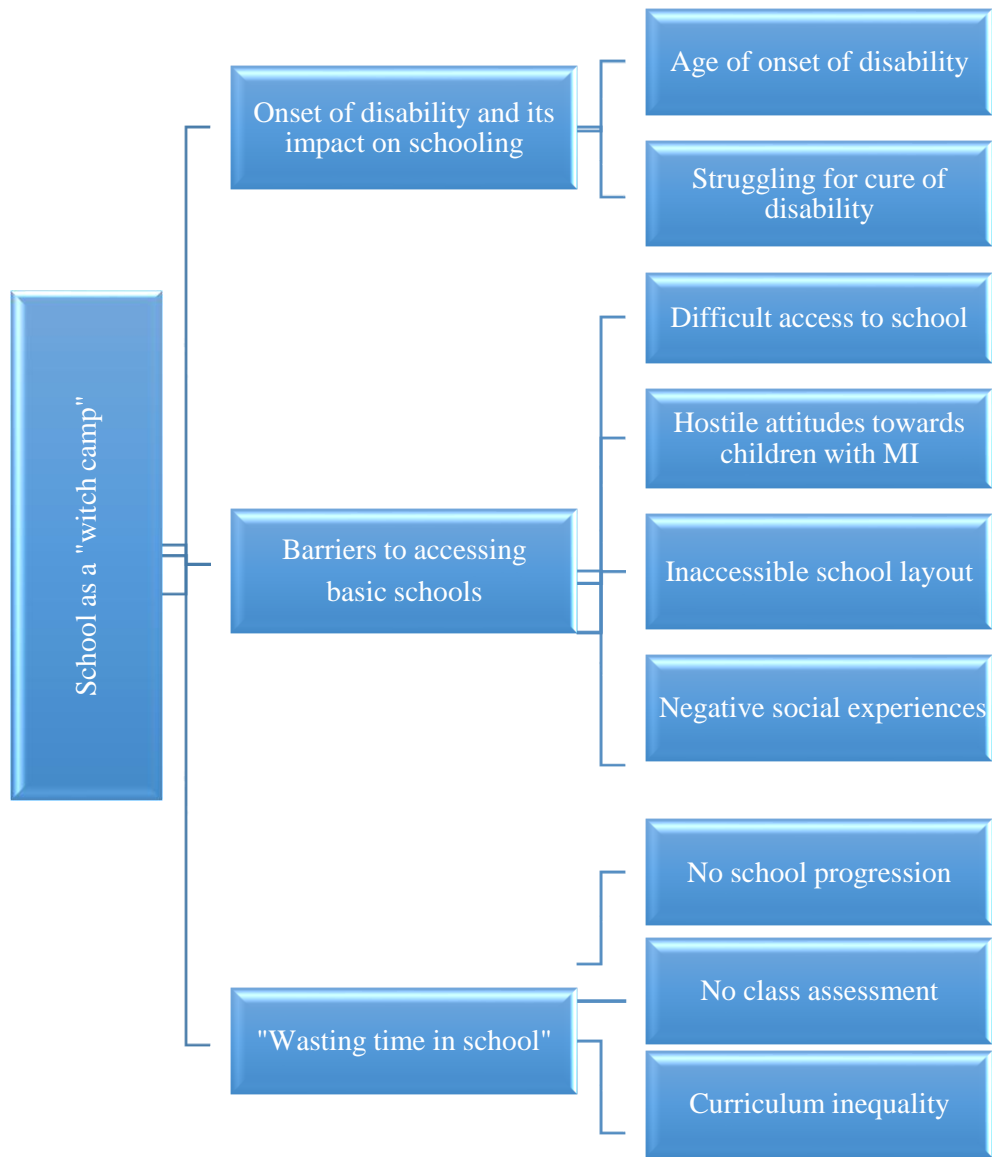 School as a "witch camp"
Onset of disability and its
impact on schooling
Age of onset of disability
Struggling for cure of
disability
Barriers to accessing
basic schools
Difficult access to school
Hostile attitudes towards
children with MI
Inaccessible school layout
Negative social experiences
"Wasting time in school"
No school progression
No class assessment
Curriculum inequality